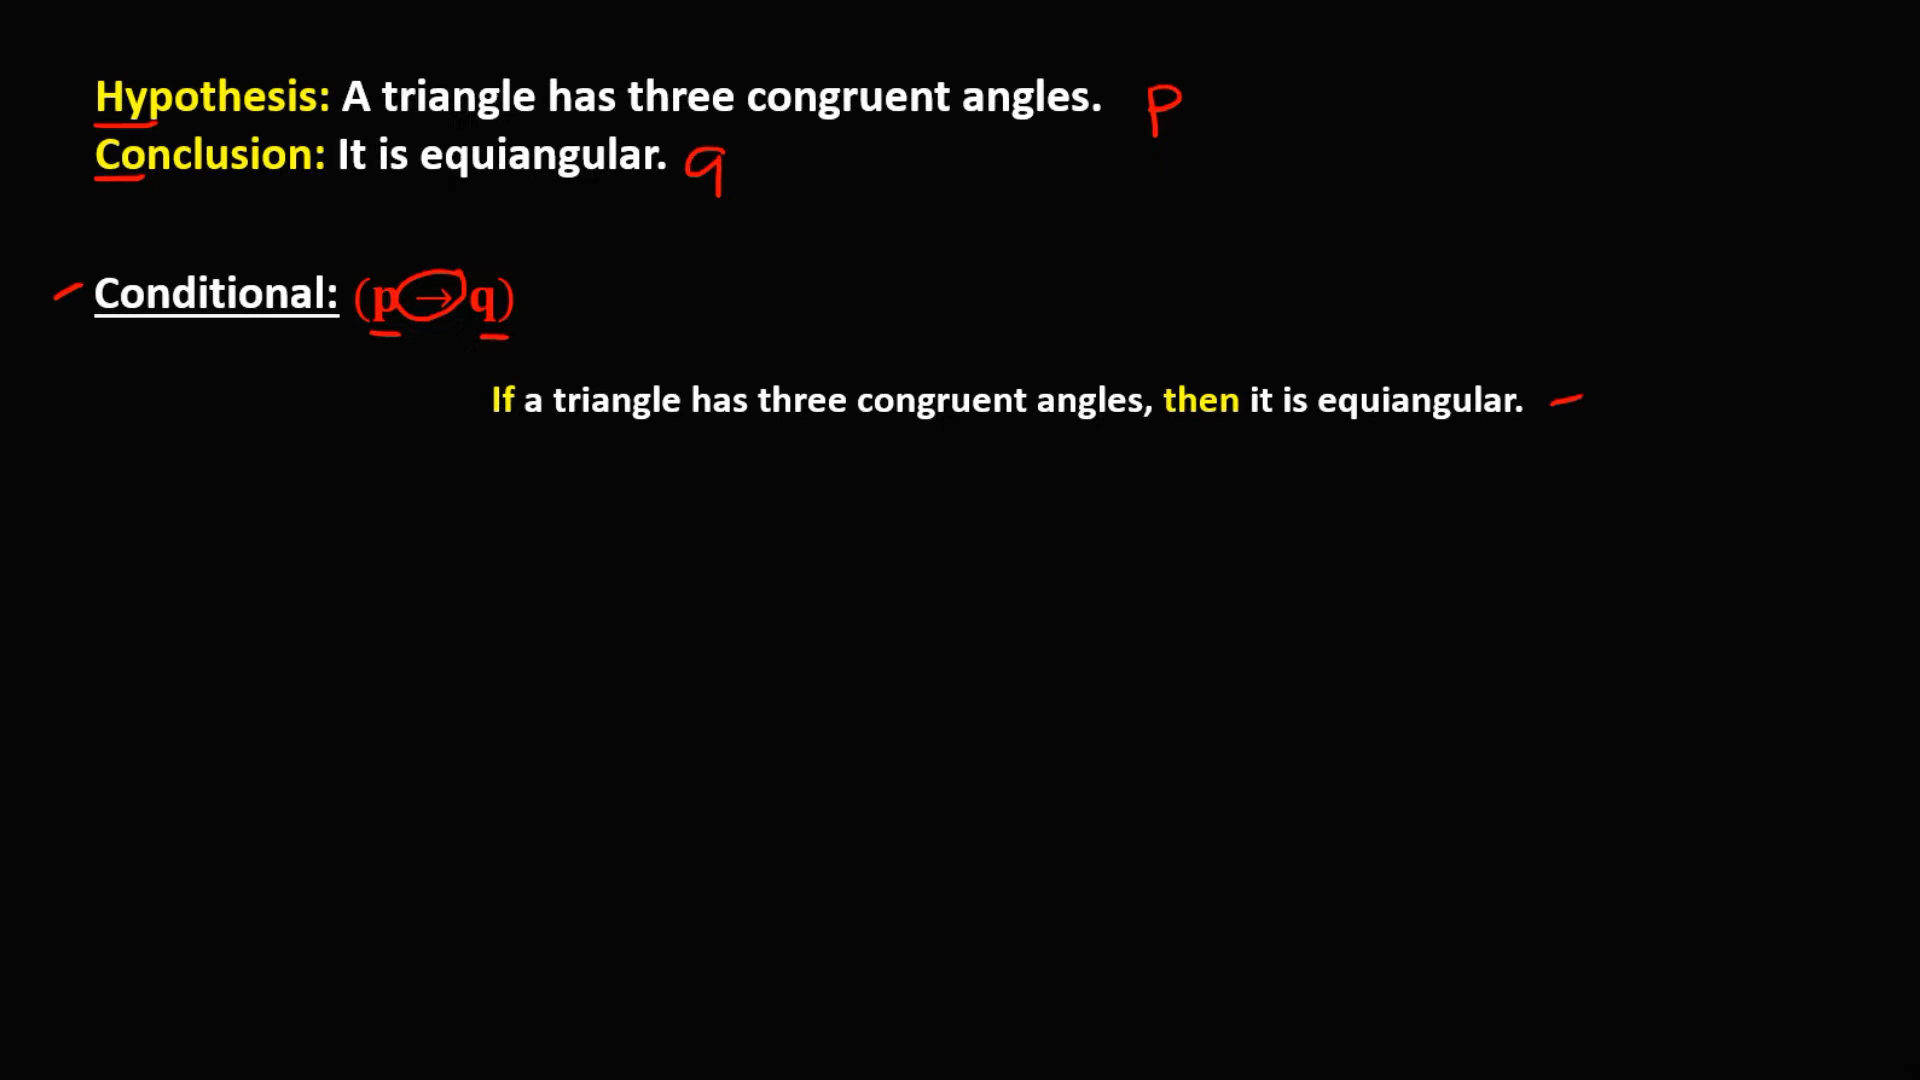 Hypothesis: A triangle has three congruent angles. P
Conclusion: It is equiangular. q
Conditional: (p → q)
If a triangle has three congruent angles, then it is equiangular.